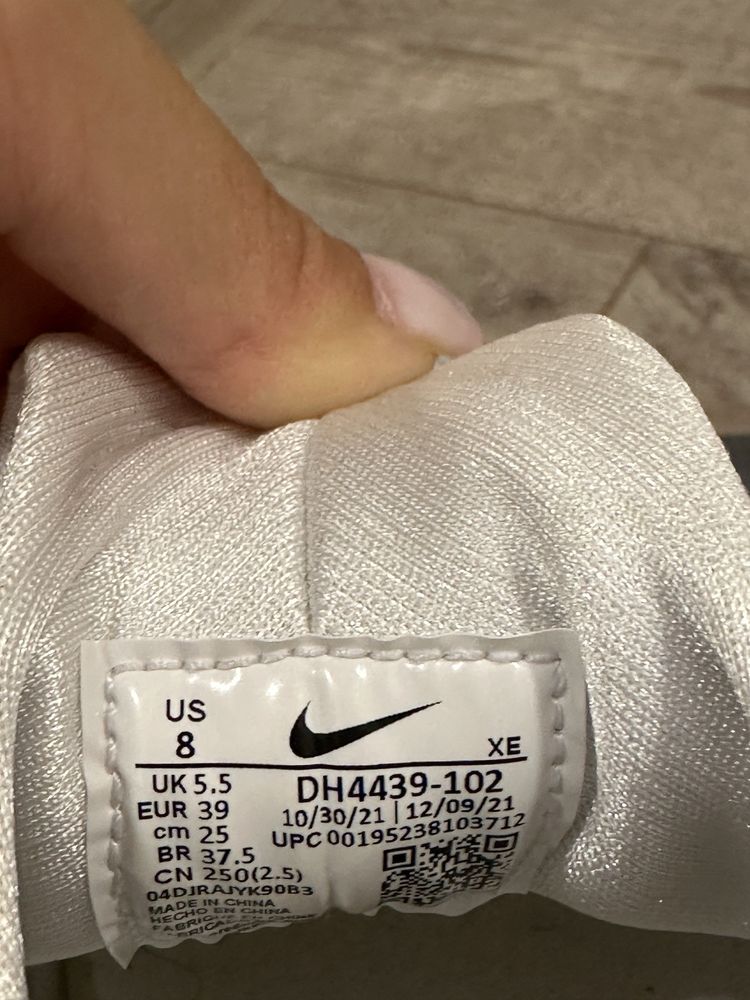 US
8
XE
UK 5.5
EUR 39
cm 25
BR 37.5
CN 250(2.5)
04DJRAJYK90B3
MADE IN CHINA
HECHO EN CHINA
DH4439-102
10/30/21 | 12/09/21
UPC 00195238103712